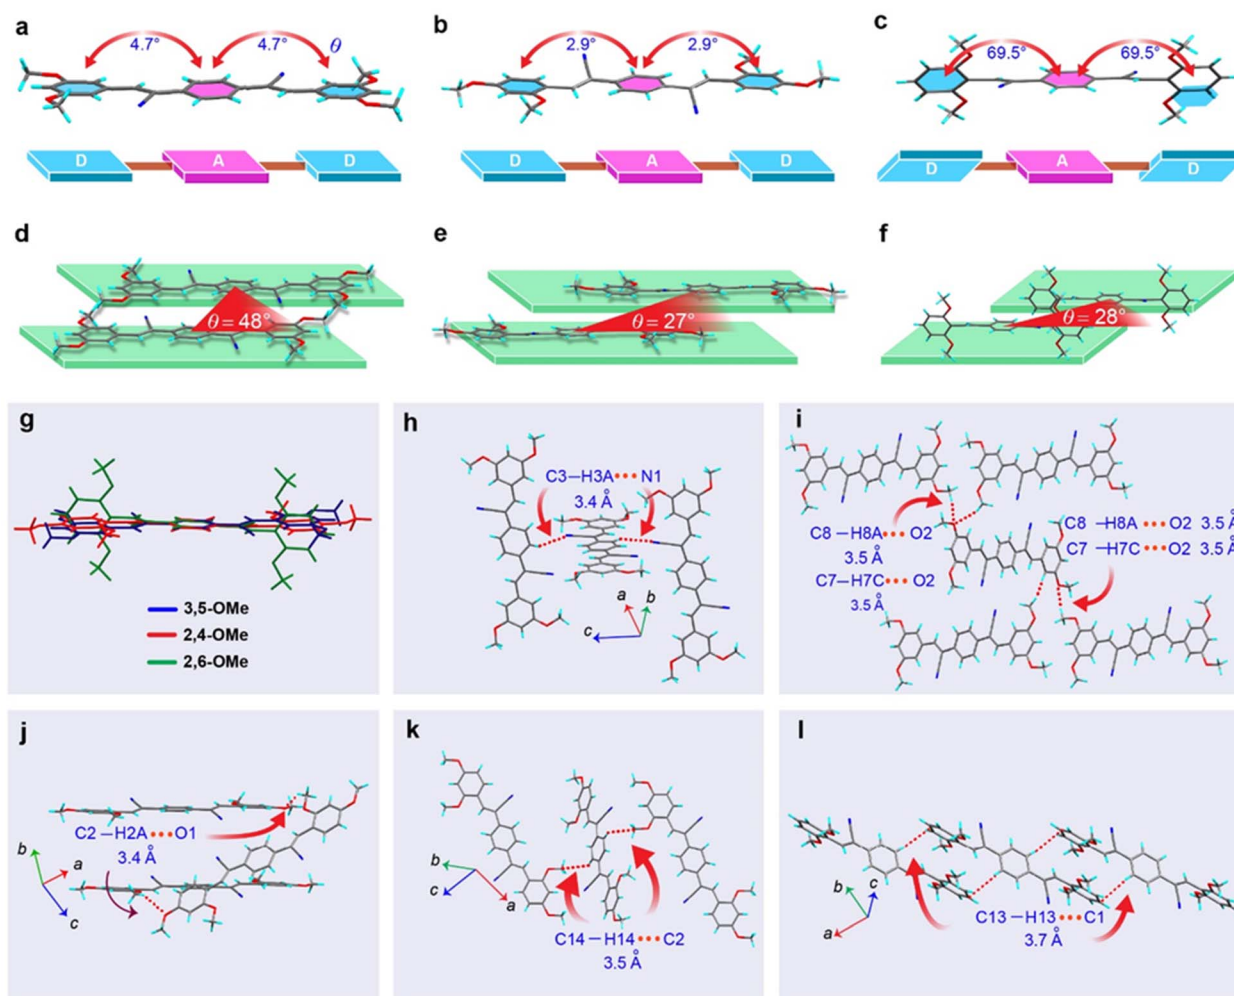 a
4.7°
4.7°
θ
D
A
D
b
2.9°
2.9°
D
A
D
c
69.5°
69.5°
D
A
D
d
θ = 48°
e
θ = 27°
f
θ = 28°
g
3,5-OMe
2,4-OMe
2,6-OMe
h
C3—H3A•••N1
3.4 Å
a
b
c
i
C8—H8A•••O2
3.5 Å
C7—H7C•••O2
3.5 Å
C8—H8A•••O2 3.5 Å
C7—H7C•••O2 3.5 Å
j
C2—H2A•••O1
3.4 Å
b
a
c
k
b
c
a
C14—H14•••C2
3.5 Å
l
b
c
a
C13—H13•••C1
3.7 Å